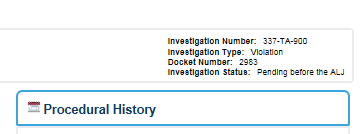 Investigation Number: 337-TA-900
Investigation Type: Violation
Docket Number: 2983
Investigation Status: Pending before the ALJ
Procedural History